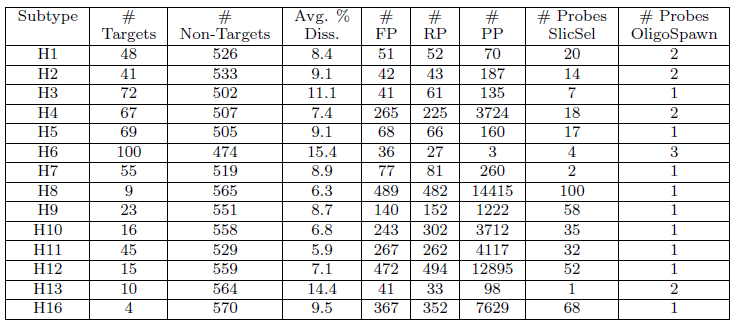 Subtype # Targets # Non-Targets Avg. % Diss. # FP # RP # PP # Probes SlicSel # Probes OligoSpawn
H1 48 526 8.4 51 52 70 20 2
H2 41 533 9.1 42 43 187 14 2
H3 72 502 11.1 41 61 135 7 1
H4 67 507 7.4 265 225 3724 18 2
H5 69 505 9.1 68 66 160 17 1
H6 100 474 15.4 36 27 3 4 3
H7 55 519 8.9 77 81 260 2 1
H8 9 565 6.3 489 482 14415 100 1
H9 23 551 8.7 140 152 1222 58 1
H10 16 558 6.8 243 302 3712 35 1
H11 45 529 5.9 267 262 4117 32 1
H12 15 559 7.1 472 494 12895 52 1
H13 10 564 14.4 41 33 98 1 2
H16 4 570 9.5 367 352 7629 68 1